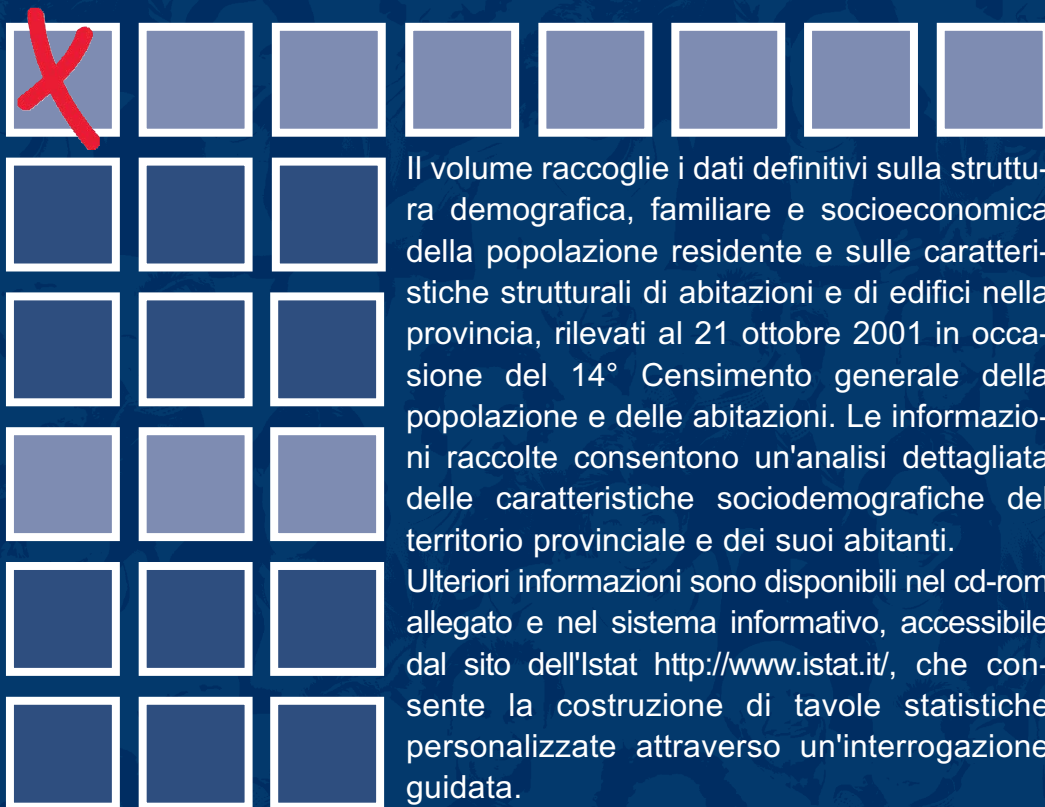 Il volume raccoglie i dati definitivi sulla struttu-
ra demografica, familiare e socioeconomica
della popolazione residente e sulle caratteri-
stiche strutturali di abitazioni e di edifici nella
provincia, rilevati al 21 ottobre 2001 in occa-
sione del 14° Censimento generale della
popolazione e delle abitazioni. Le informazio-
ni raccolte consentono un'analisi dettagliata
delle caratteristiche sociodemografiche del
territorio provinciale e dei suoi abitanti.
Ulteriori informazioni sono disponibili nel cd-rom
allegato e nel sistema informativo, accessibile
dal sito dell'Istat http://www.istat.it/, che con-
sente la costruzione di tavole statistiche
personalizzate attraverso un'interrogazione
guidata.